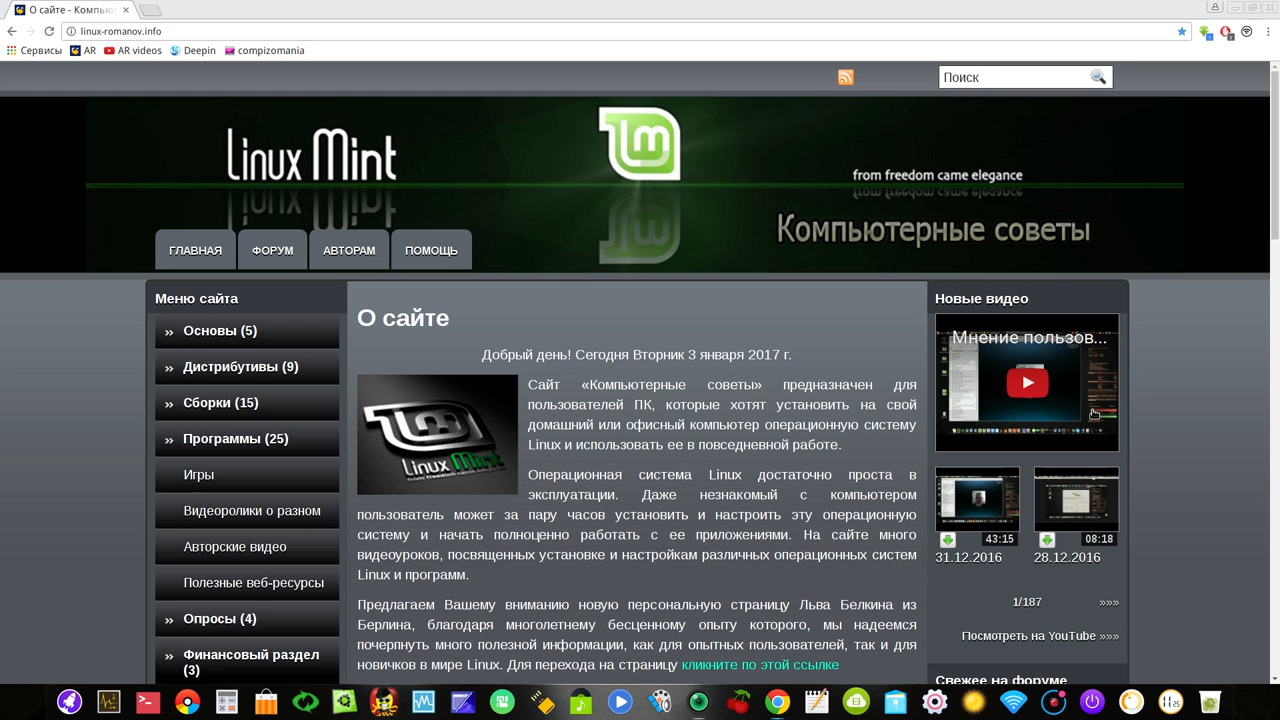 О сайте - Компьют
linux-romanov.info
Сервисы AR AR videos Deepin compizomania
Поиск
Linux Mint
from freedom came elegance
Компьютерные советы
ГЛАВНАЯ ФОРУМ АВТОРАМ ПОМОЩЬ
Меню сайта
Основы (5)
Дистрибутивы (9)
Сборки (15)
Программы (25)
Игры
Видеоролики о разном
Авторские видео
Полезные веб-ресурсы
Опросы (4)
Финансовый раздел
(3)
О сайте
Добрый день! Сегодня Вторник 3 января 2017 г.
Linux Mint
from freedom came elegance
Сайт «Компьютерные советы» предназначен для
пользователей ПК, которые хотят установить на свой
домашний или офисный компьютер операционную систему
Linux и использовать ее в повседневной работе.
Операционная система Linux достаточно проста в
эксплуатации. Даже незнакомый с компьютером
пользователь может за пару часов установить и настроить эту операционную
систему и начать полноценно работать с ее приложениями. На сайте много
видеоуроков, посвященных установке и настройкам различных операционных систем
Linux и программ.
Предлагаем Вашему вниманию новую персональную страницу Льва Белкина из
Берлина, благодаря многолетнему бесценному опыту которого, мы надеемся
почерпнуть много полезной информации, как для опытных пользователей, так и для
новичков в мире Linux. Для перехода на страницу кликните по этой ссылке
Новые видео
Мнение пользов...
43:15 08:18
31.12.2016 28.12.2016
1/187 »»»
Посмотреть на YouTube »»»
Свежее на форуме